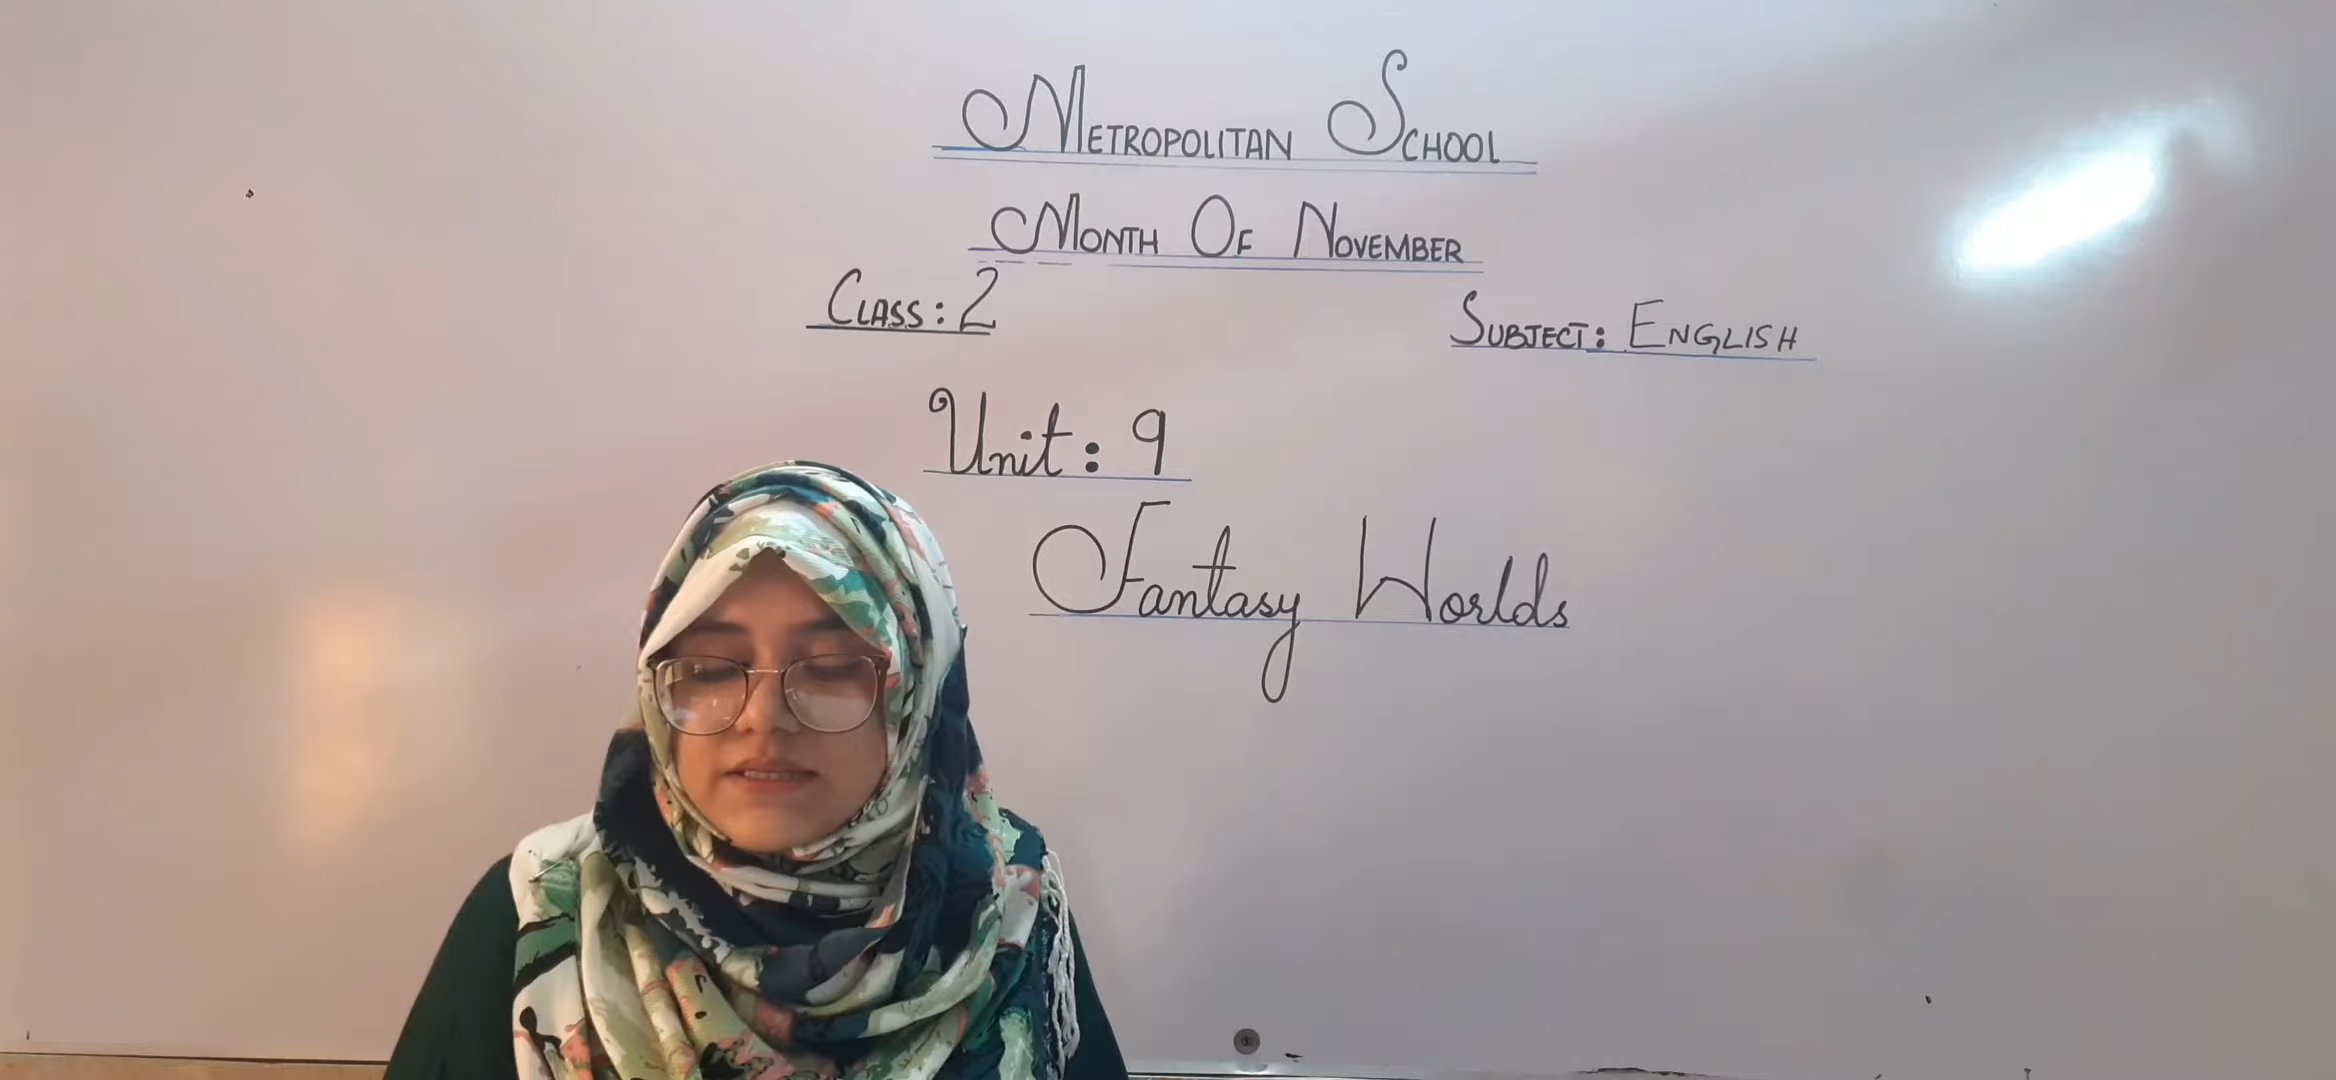 METROPOLITAN SCHOOL
MONTH OF NOVEMBER
CLASS: 2
SUBJECT: ENGLISH
Unit: 9
Fantasy Worlds